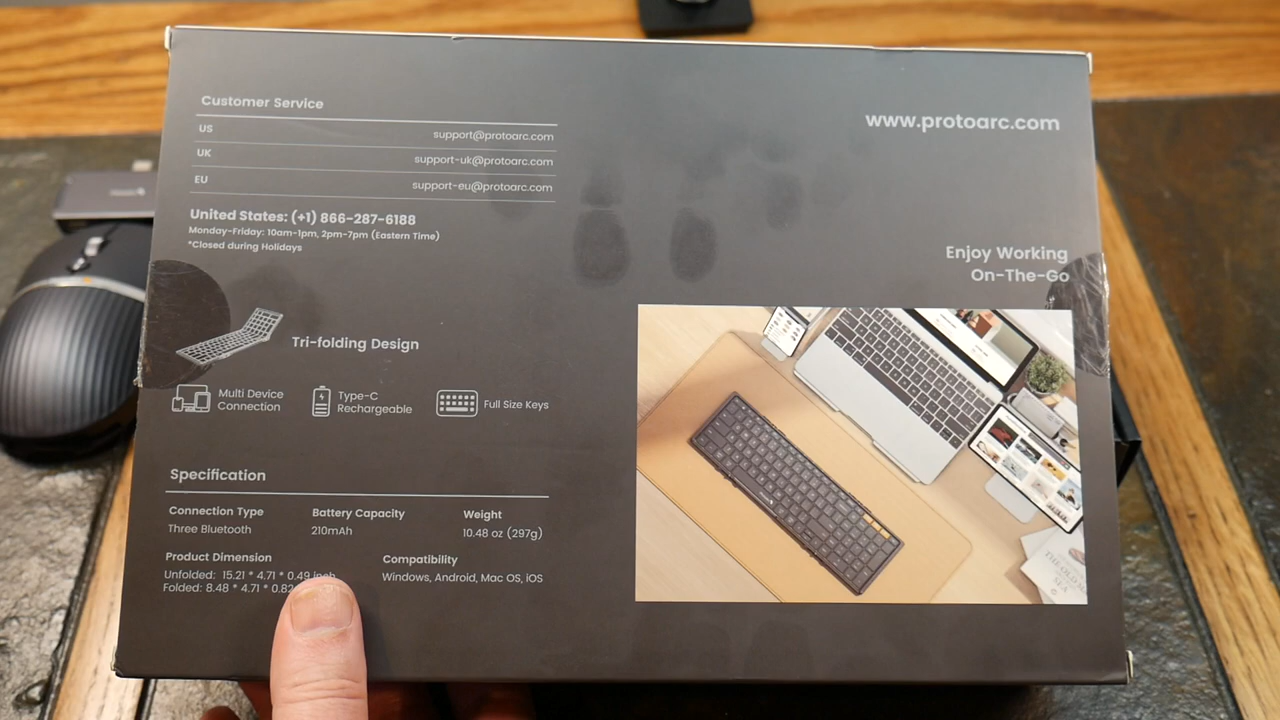 Customer Service
US support@protoarc.com
UK support-uk@protoarc.com
EU support-eu@protoarc.com
United States: (+1) 866-287-6188
Monday-Friday: 10am-1pm, 2pm-7pm (Eastern Time)
*Closed during Holidays
Tri-folding Design
Multi Device
Connection
Type-C
Rechargeable
Full Size Keys
Specification
Connection Type
Three Bluetooth
Battery Capacity
210mAh
Weight
10.48 oz (297g)
Product Dimension
Unfolded: 15.21 * 4.71 * 0.49 inch
Folded: 8.48 * 4.71 * 0.82
Compatibility
Windows, Android, Mac OS, iOS
www.protoarc.com
Enjoy Working
On-The-Go